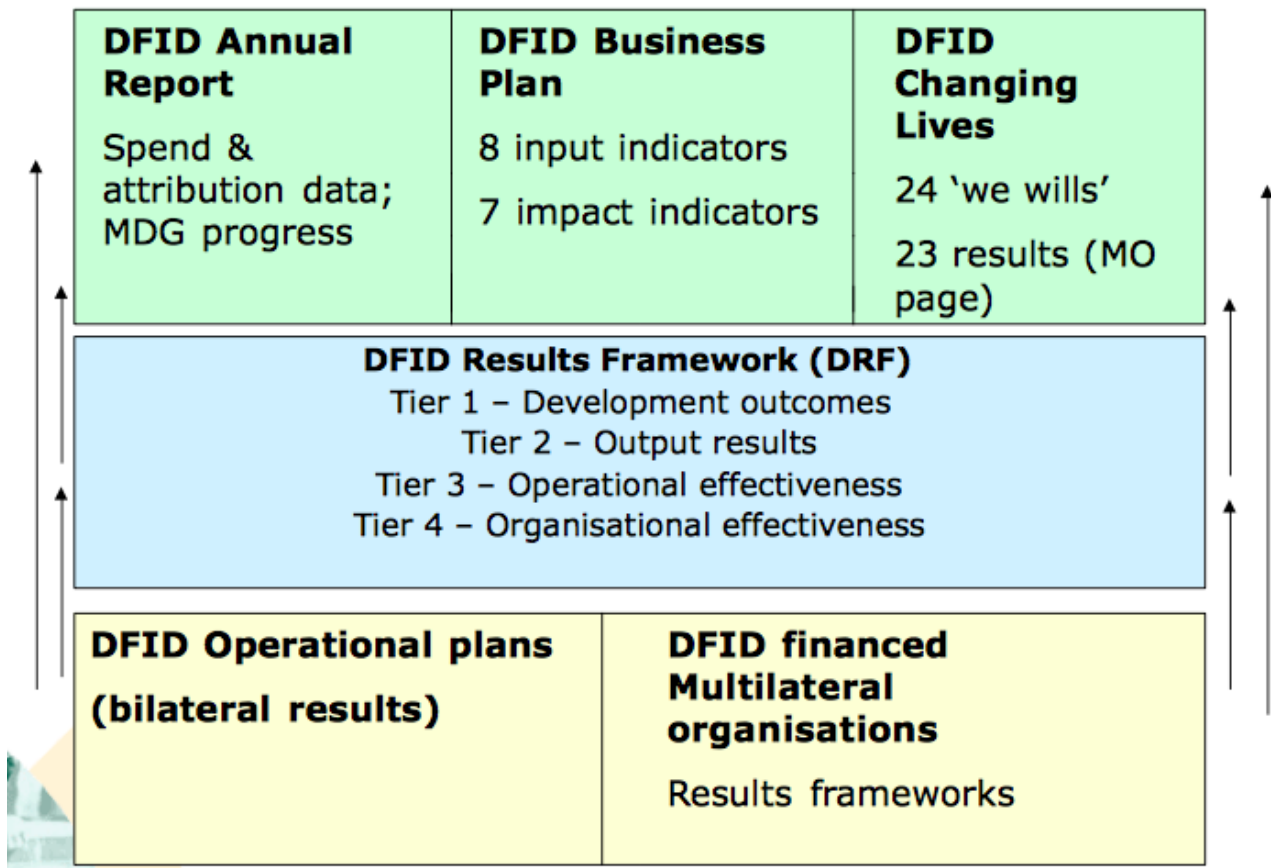 DFID Annual
Report
Spend &
attribution data;
MDG progress
DFID Business
Plan
8 input indicators
7 impact indicators
DFID
Changing
Lives
24 ‘we wills’
23 results (MO
page)
DFID Results Framework (DRF)
Tier 1 – Development outcomes
Tier 2 – Output results
Tier 3 – Operational effectiveness
Tier 4 – Organisational effectiveness
DFID Operational plans
(bilateral results)
DFID financed
Multilateral
organisations
Results frameworks